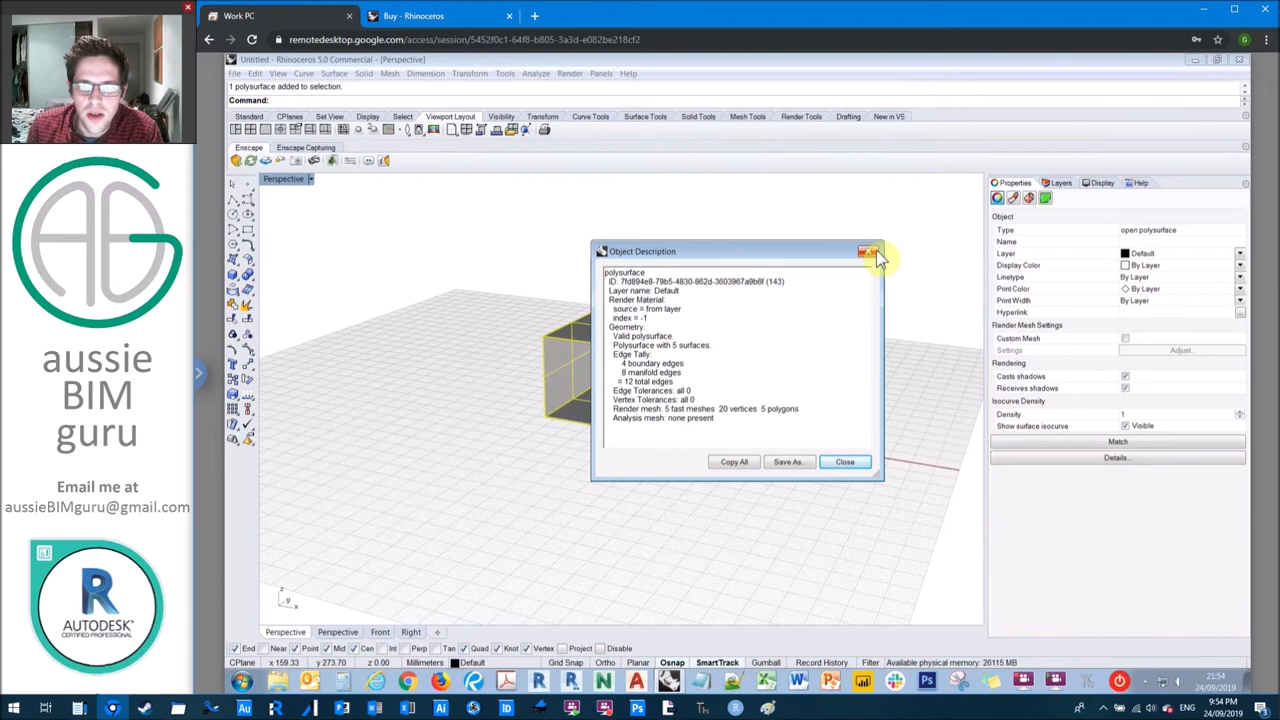 Work PC
Buy - Rhinoceros
remotedesktop.google.com/access/session/5452f0c1-64f8-b805-3a3d-e082be218cf2
G
Untitled - Rhinoceros 5.0 Commercial - [Perspective]
File Edit View Curve Surface Solid Mesh Dimension Transform Tools Analyze Render Panels Help
1 polysurface added to selection.
Command:
Standard CPlanes Set View Display Select Viewport Layout Visibility Transform Curve Tools Surface Tools Solid Tools Mesh Tools Render Tools Drafting New in V5
Enscape Enscape Capturing
Perspective
Properties Layers Display Help
Object
Type open polysurface
Name
Layer Default
Display Color By Layer
Linetype By Layer
Print Color By Layer
Print Width By Layer
Hyperlink
Render Mesh Settings
Custom Mesh
Settings Adjust...
Rendering
Casts shadows
Receives shadows
Isocurve Density
Density 1
Show surface isocurve Visible
Match
Details...
Object Description
polysurface
ID: 7fd894e8-79b5-4830-862d-3603967a9b6f (143)
Layer name: Default
Render Material:
source = from layer
index = -1
Geometry:
Valid polysurface.
Polysurface with 5 surfaces.
Edge Tally:
4 boundary edges
8 manifold edges
= 12 total edges
Edge Tolerances: all 0
Vertex Tolerances: all 0
Render mesh: 5 fast meshes 20 vertices 5 polygons
Analysis mesh: none present
Copy All Save As... Close
z
y
x
Perspective Perspective Front Right
End Near Point Mid Cen Int Perp Tan Quad Knot Vertex Project Disable
CPlane x 159.33 y 273.70 z 0.00 Millimeters Default Grid Snap Ortho Planar Osnap SmartTrack Gumball Record History Filter Available physical memory: 26115 MB
21:54
24/09/2019
ENG
9:54 PM
24/09/2019
aussie
BIM
guru
Email me at
aussieBIMguru@gmail.com
R
AUTODESK
CERTIFIED PROFESSIONAL